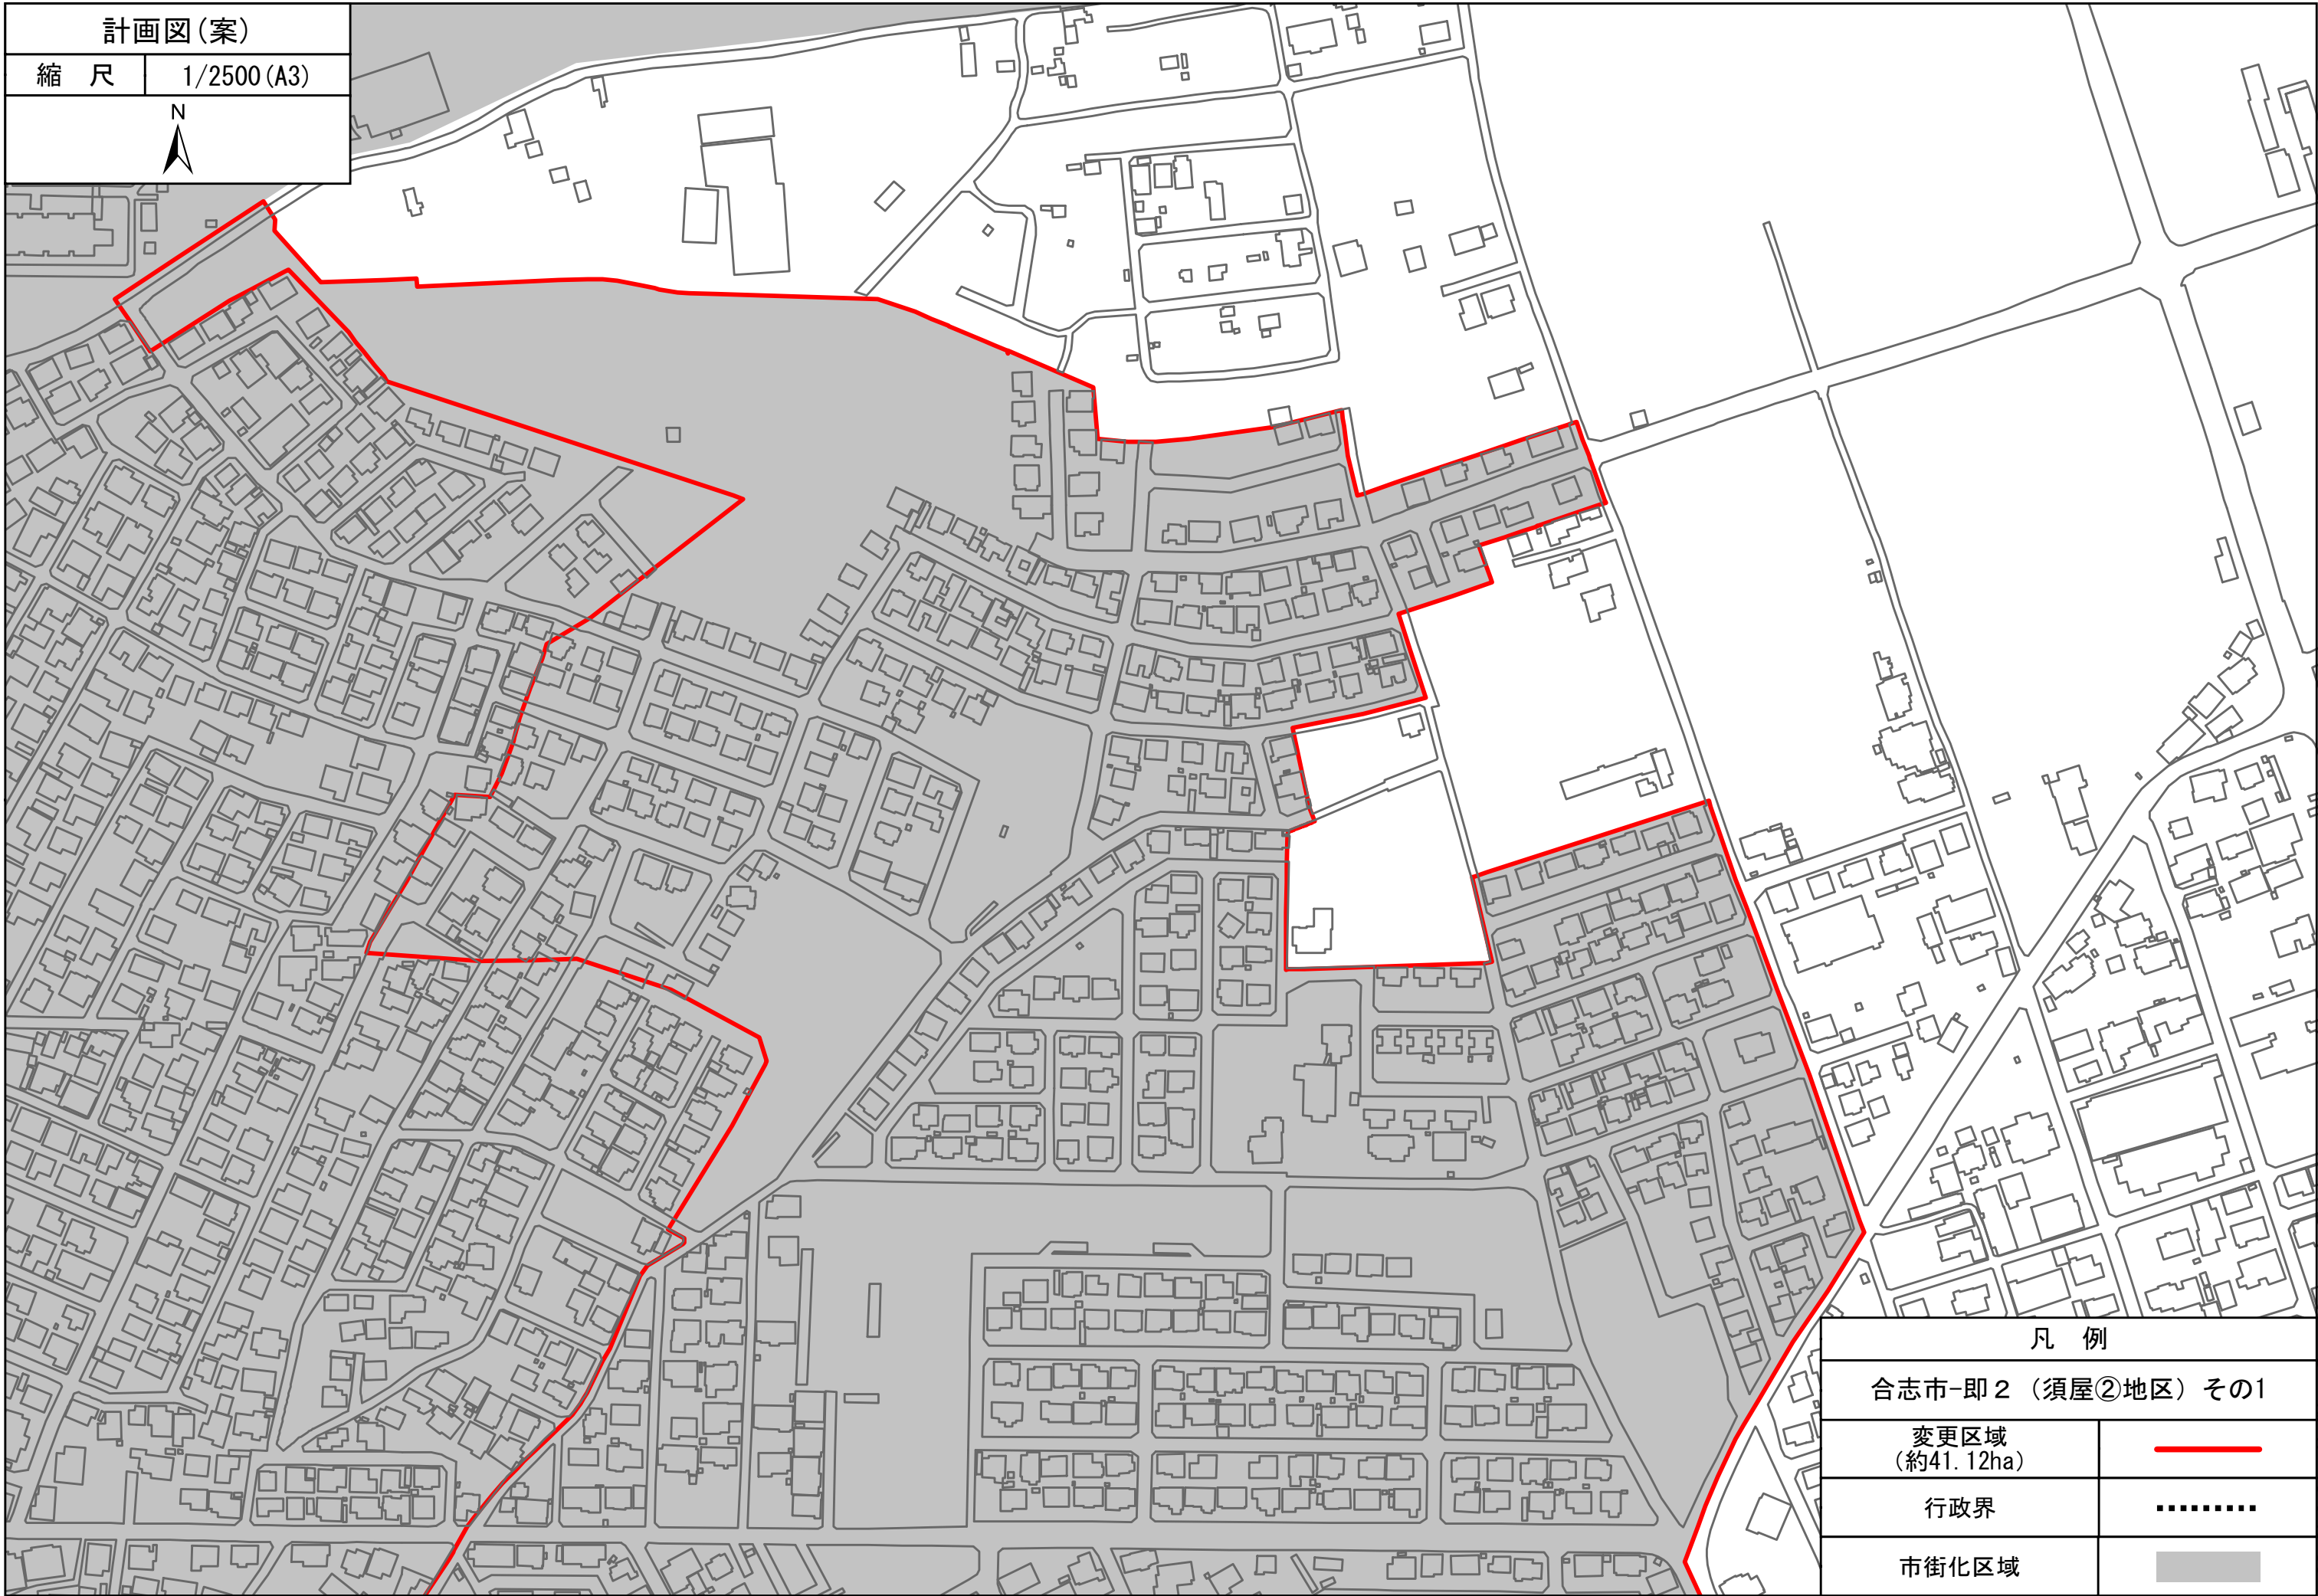 計画図(案)
縮 尺 1/2500(A3)
N
凡 例
合志市-即2 (須屋②地区) その1
変更区域
(約41.12ha)
行政界
市街化区域